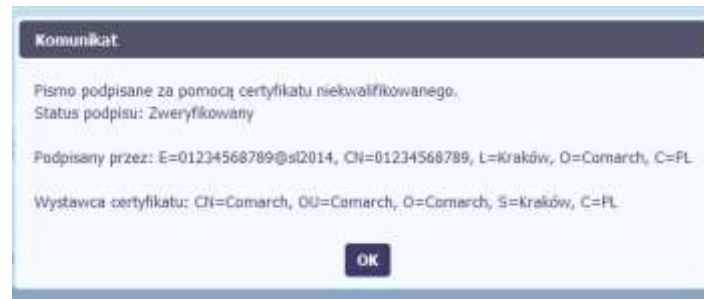 Komunikat
Pismo podpisane za pomocą certyfikatu niekwalifikowanego.
Status podpisu: Zweryfikowany
Podpisany przez: E=01234568789@sl2014, CN=01234568789, L=Kraków, O=Comarch, C=PL
Wystawca certyfikatu: CN=Comarch, OU=Comarch, O=Comarch, S=Kraków, C=PL
OK